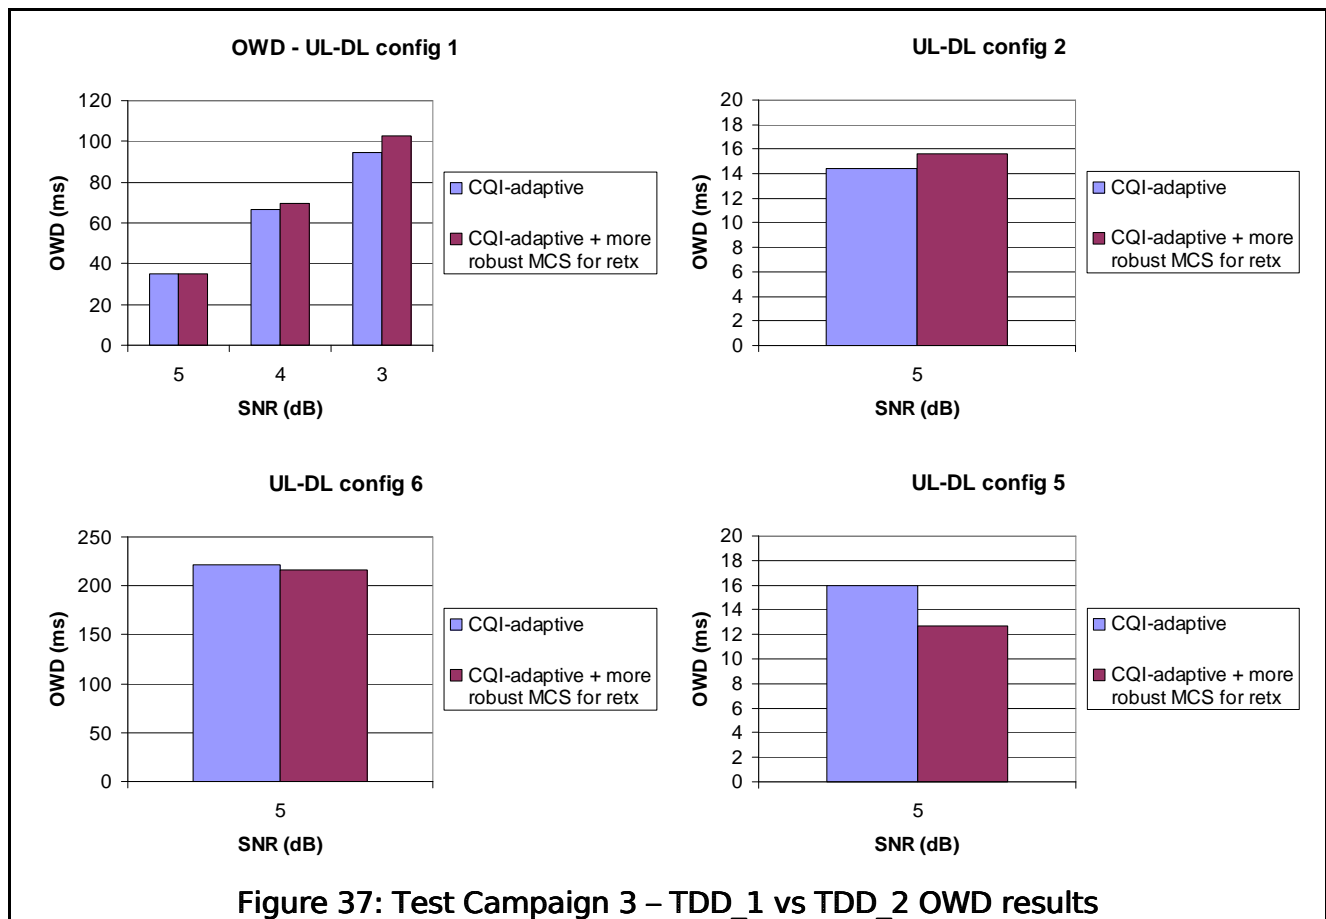 OWD - UL-DL config 1
120
100
80
60
40
20
0
OWD (ms)
5 4 3
SNR (dB)
CQI-adaptive
CQI-adaptive + more
robust MCS for retx
UL-DL config 2
20
18
16
14
12
10
8
6
4
2
0
OWD (ms)
5
SNR (dB)
CQI-adaptive
CQI-adaptive + more
robust MCS for retx
UL-DL config 6
250
200
150
100
50
0
OWD (ms)
5
SNR (dB)
CQI-adaptive
CQI-adaptive + more
robust MCS for retx
UL-DL config 5
20
18
16
14
12
10
8
6
4
2
0
OWD (ms)
5
SNR (dB)
CQI-adaptive
CQI-adaptive + more
robust MCS for retx
Figure 37: Test Campaign 3 – TDD_1 vs TDD_2 OWD results